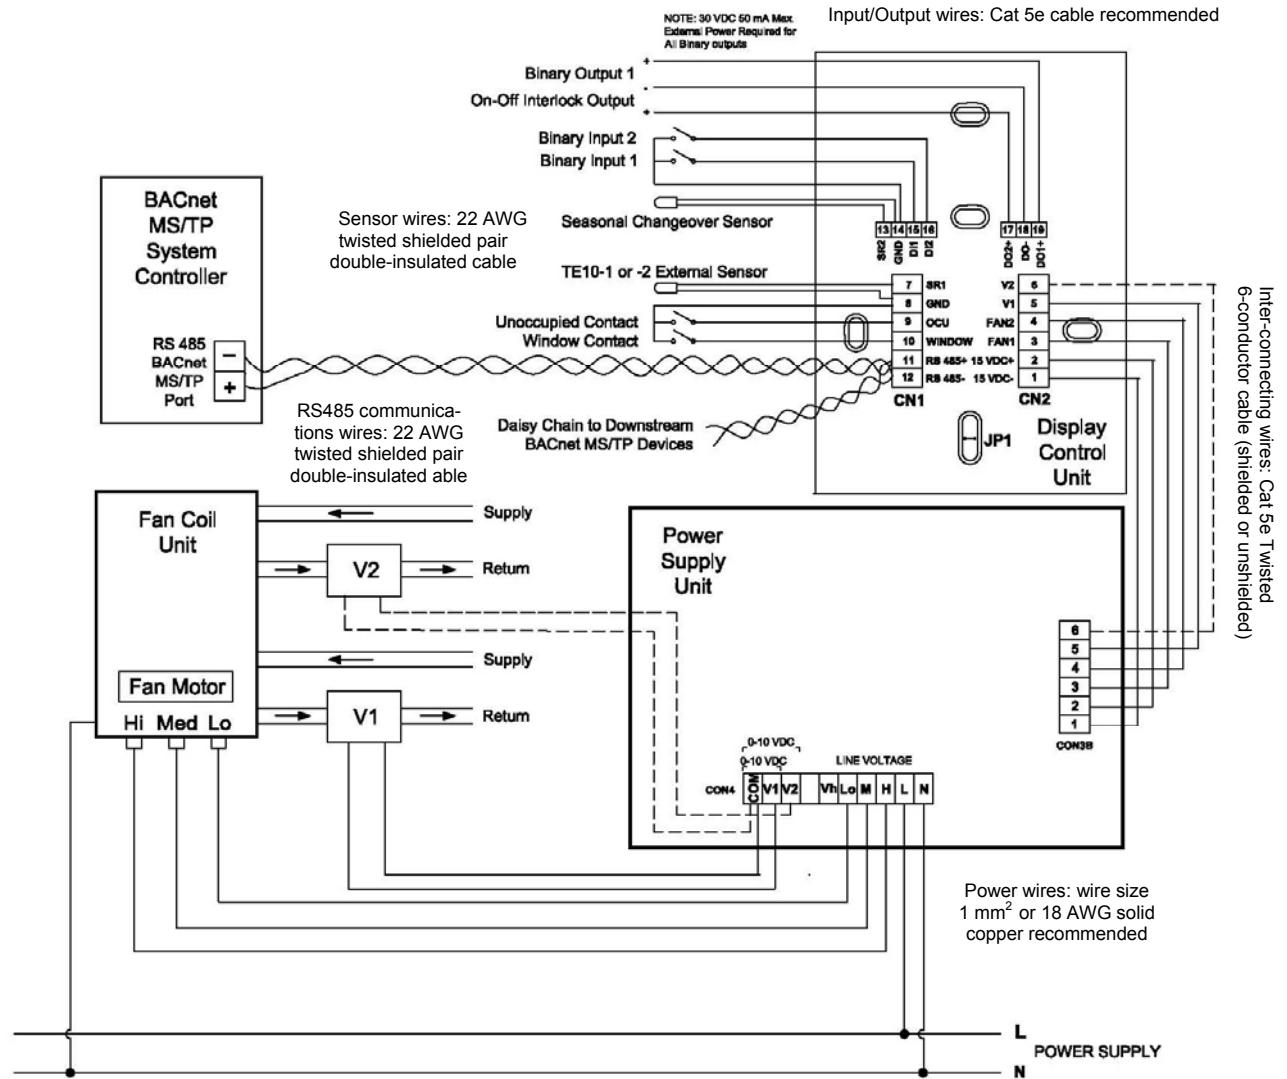 NOTE: 30 VDC 50 mA Max.
External Power Required for
All Binary outputs
Input/Output wires: Cat 5e cable recommended
+
Binary Output 1
-
On-Off Interlock Output
+
Binary Input 2
Binary Input 1
Seasonal Changeover Sensor
TE10-1 or -2 External Sensor
Unoccupied Contact
Window Contact
BACnet
MS/TP
System
Controller
RS 485
BACnet
MS/TP
Port
−
+
Sensor wires: 22 AWG
twisted shielded pair
double-insulated cable
RS485 communica-
tions wires: 22 AWG
twisted shielded pair
double-insulated able
Daisy Chain to Downstream
BACnet MS/TP Devices
13 14 15 16
SR2 GND DI1 DI2
17 18 19
DO2+ DO- DO1+
7 SR1
8 GND
9 OCU
10 WINDOW
11 RS 485+
12 RS 485-
CN1
V2 6
V1 5
FAN2 4
FAN1 3
15 VDC+ 2
15 VDC- 1
CN2
JP1
Display
Control
Unit
Inter-connecting wires: Cat 5e Twisted
6-conductor cable (shielded or unshielded)
Fan Coil
Unit
Supply
V2
Return
Supply
Fan Motor
V1
Return
Hi Med Lo
Power
Supply
Unit
6
5
4
3
2
1
CON3B
0-10 VDC
0-10 VDC
LINE VOLTAGE
CON4
COM V1 V2 Vh Lo M H L N
Power wires: wire size
1 mm² or 18 AWG solid
copper recommended
L
POWER SUPPLY
N